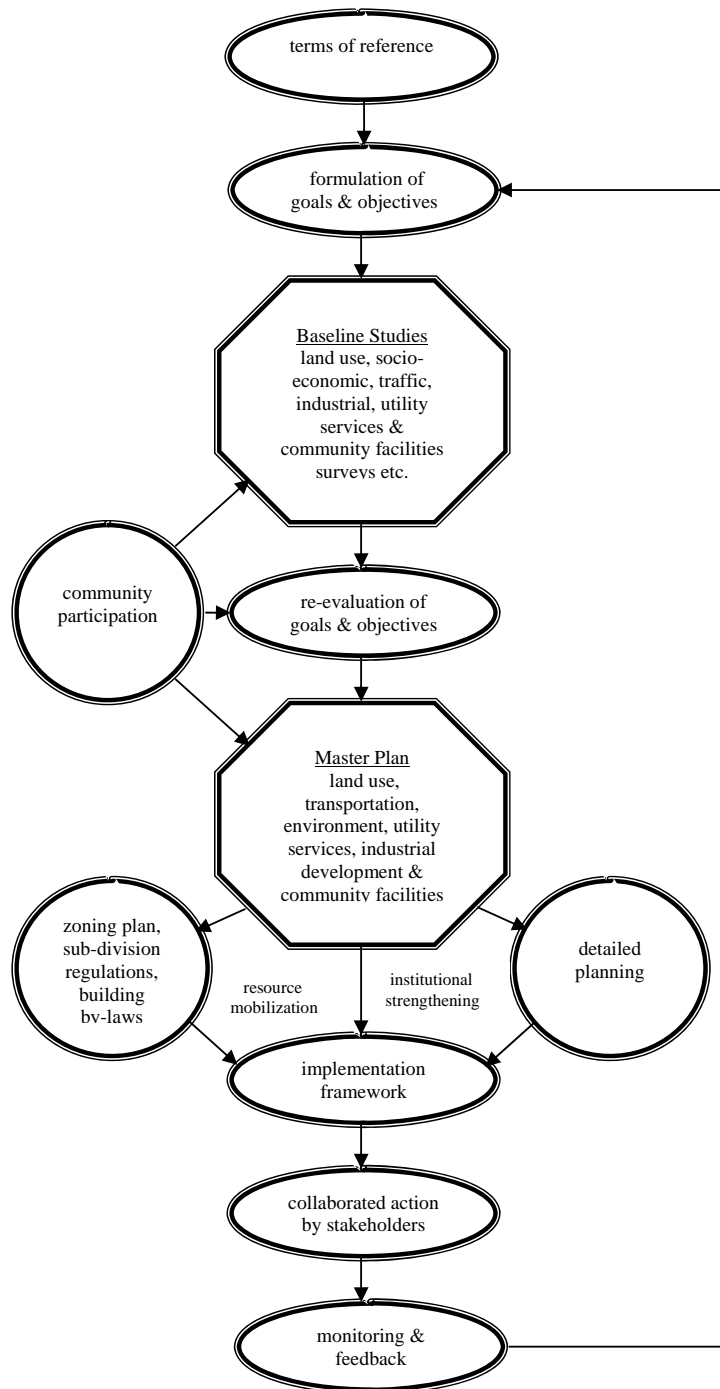 terms of reference
formulation of
goals & objectives
Baseline Studies
land use, socio-
economic, traffic,
industrial, utility
services &
community facilities
surveys etc.
community
participation
re-evaluation of
goals & objectives
Master Plan
land use,
transportation,
environment, utility
services, industrial
development &
community facilities
zoning plan,
sub-division
regulations,
building
by-laws
resource
mobilization
institutional
strengthening
detailed
planning
implementation
framework
collaborated action
by stakeholders
monitoring &
feedback